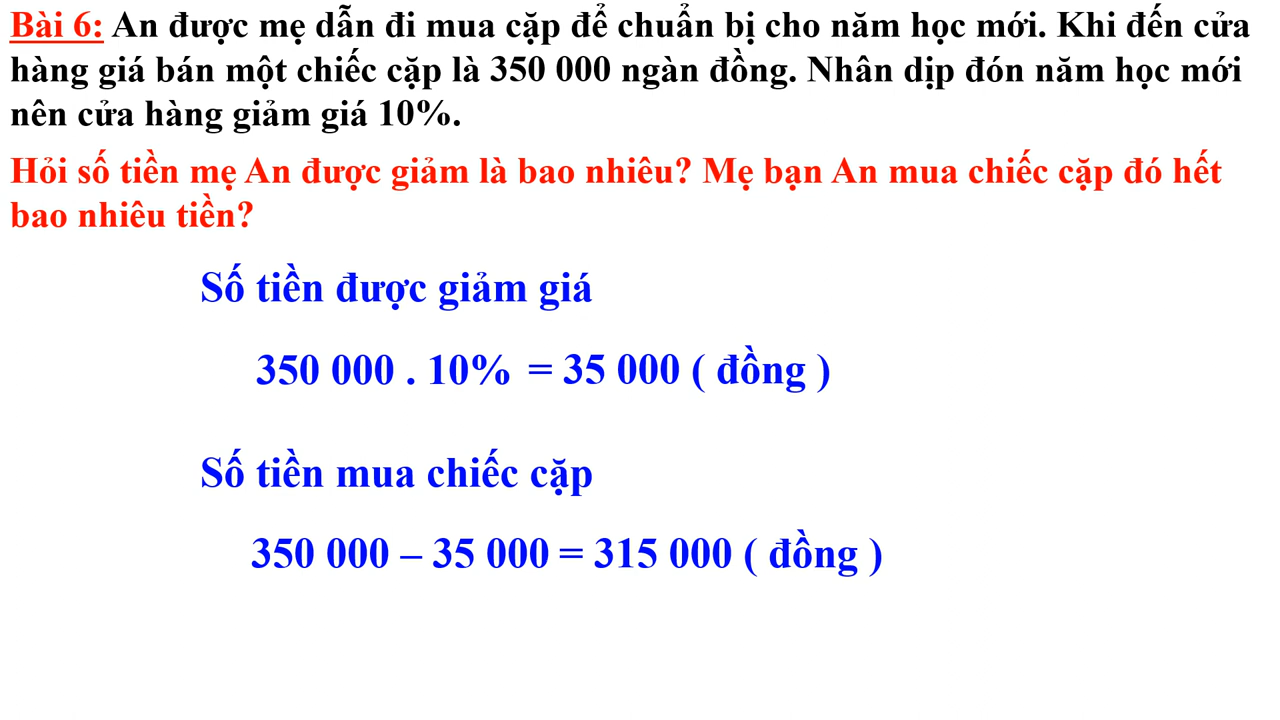 Bài 6: An được mẹ dẫn đi mua cặp để chuẩn bị cho năm học mới. Khi đến cửa
hàng giá bán một chiếc cặp là 350 000 ngàn đồng. Nhân dịp đón năm học mới
nên cửa hàng giảm giá 10%.
Hỏi số tiền mẹ An được giảm là bao nhiêu? Mẹ bạn An mua chiếc cặp đó hết
bao nhiêu tiền?
Số tiền được giảm giá
350 000 . 10% = 35 000 ( đồng )
Số tiền mua chiếc cặp
350 000 – 35 000 = 315 000 ( đồng )